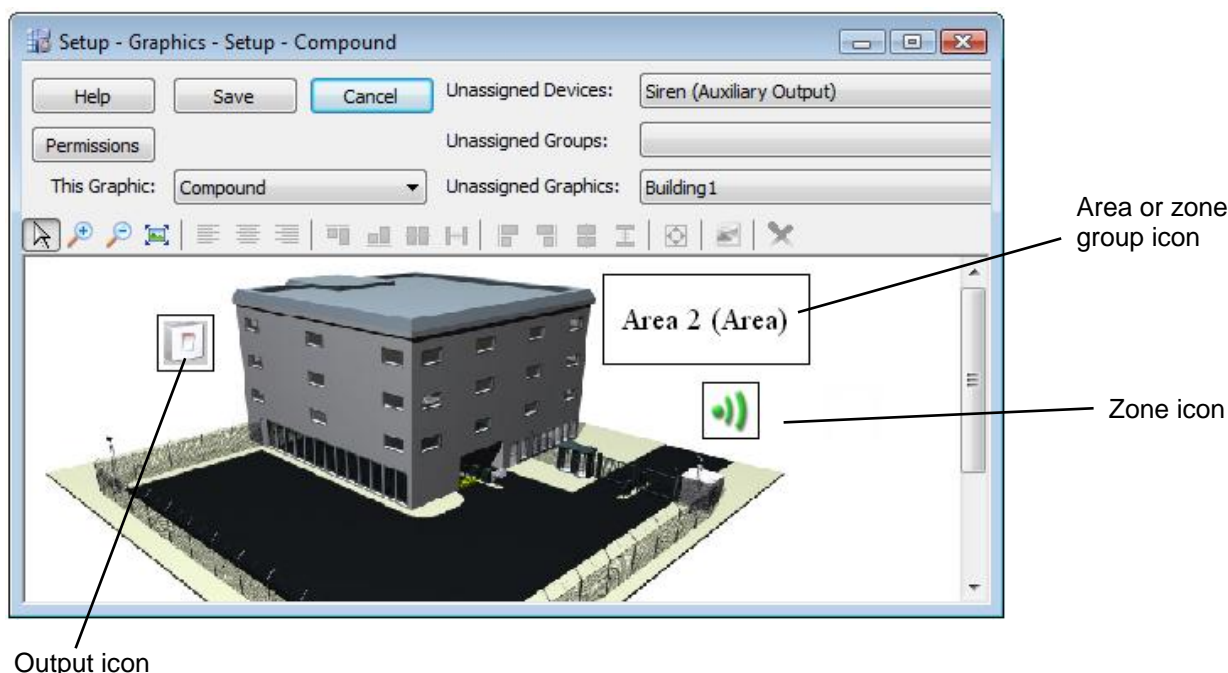 Setup - Graphics - Setup - Compound
Help
Save
Cancel
Unassigned Devices:
Siren (Auxiliary Output)
Permissions
Unassigned Groups:
This Graphic:
Compound
Unassigned Graphics:
Building1
Area or zone
group icon
Area 2 (Area)
Zone icon
Output icon